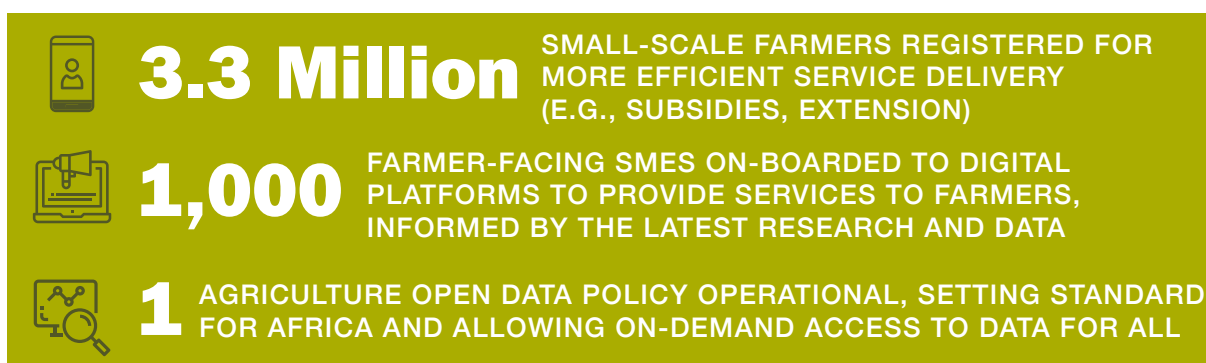 3.3 Million
SMALL-SCALE FARMERS REGISTERED FOR
MORE EFFICIENT SERVICE DELIVERY
(E.G., SUBSIDIES, EXTENSION)
1,000
FARMER-FACING SMES ON-BOARDED TO DIGITAL
PLATFORMS TO PROVIDE SERVICES TO FARMERS,
INFORMED BY THE LATEST RESEARCH AND DATA
1
AGRICULTURE OPEN DATA POLICY OPERATIONAL, SETTING STANDARD
FOR AFRICA AND ALLOWING ON-DEMAND ACCESS TO DATA FOR ALL